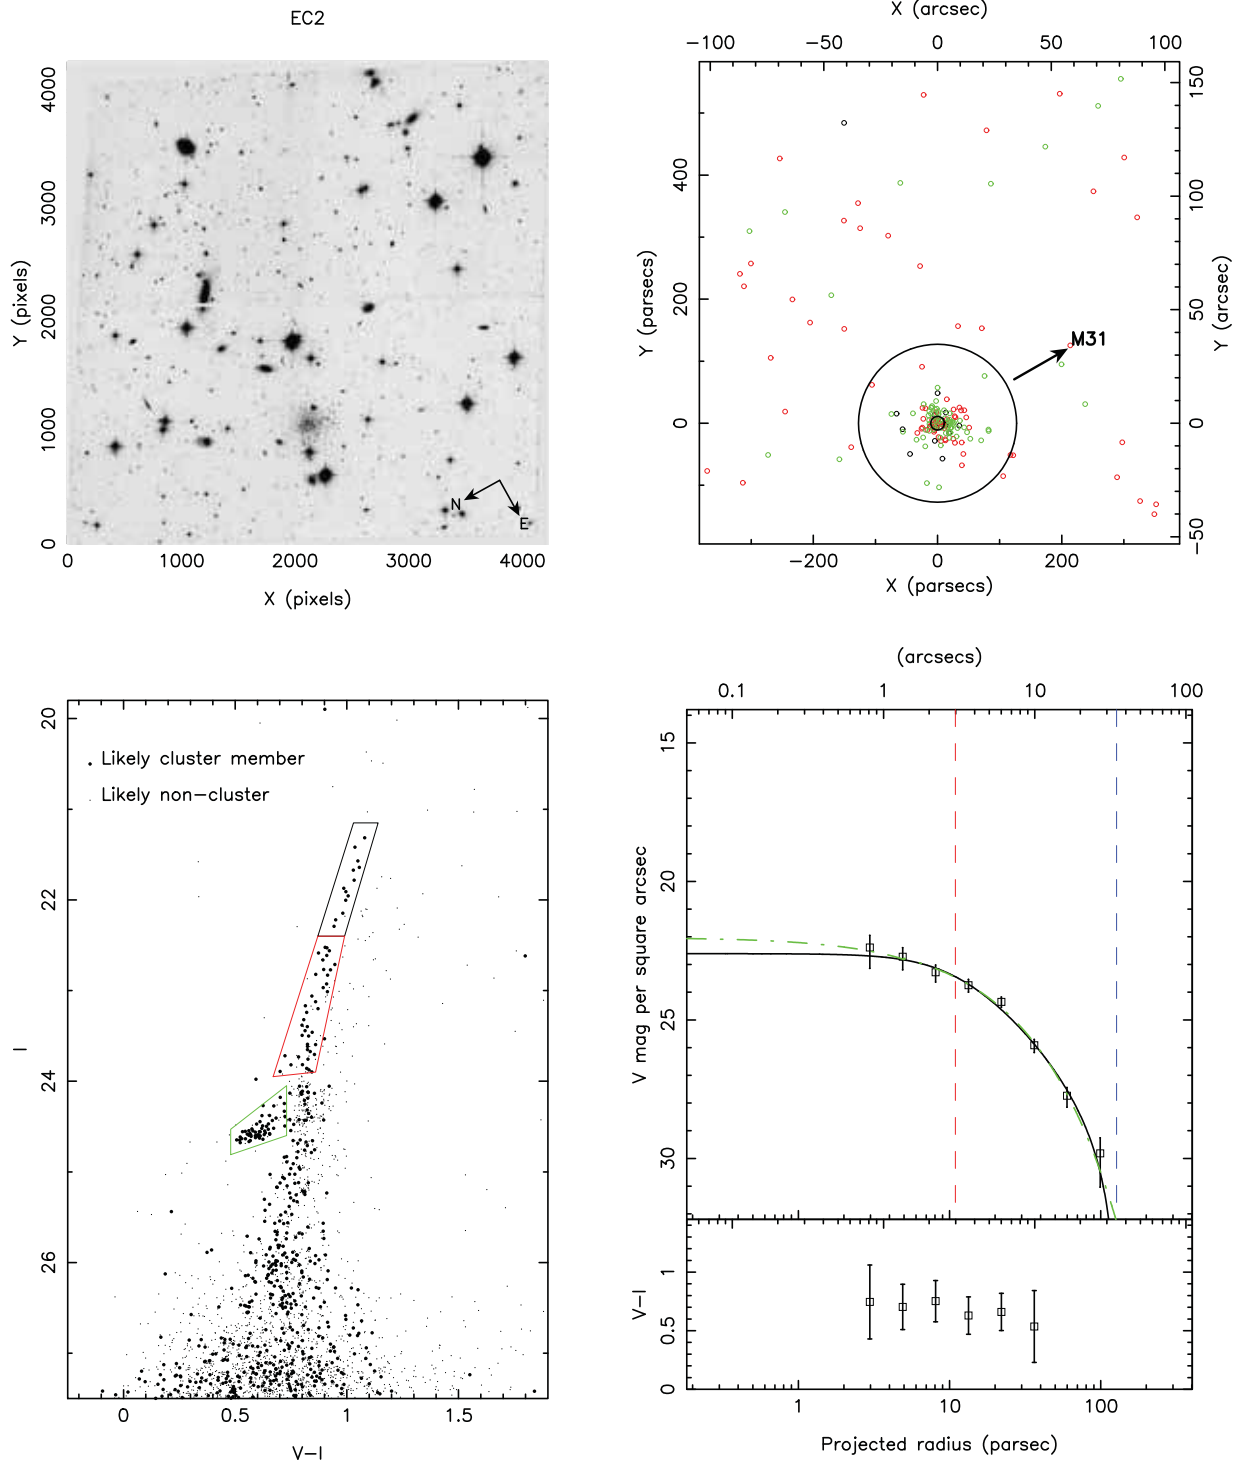 EC2
4000
3000
2000
1000
0
Y (pixels)
0 1000 2000 3000 4000
X (pixels)
N
E
X (arcsec)
−100 −50 0 50 100
400
200
0
Y (parsecs)
150
100
50
0
−50
Y (arcsec)
M31
−200 0 200
X (parsecs)
20
22
24
26
I
Likely cluster member
Likely non−cluster
0 0.5 1 1.5
V−I
(arcsecs)
0.1 1 10 100
15
20
25
30
V mag per square arcsec
1
0.5
0
V−I
1 10 100
Projected radius (parsec)